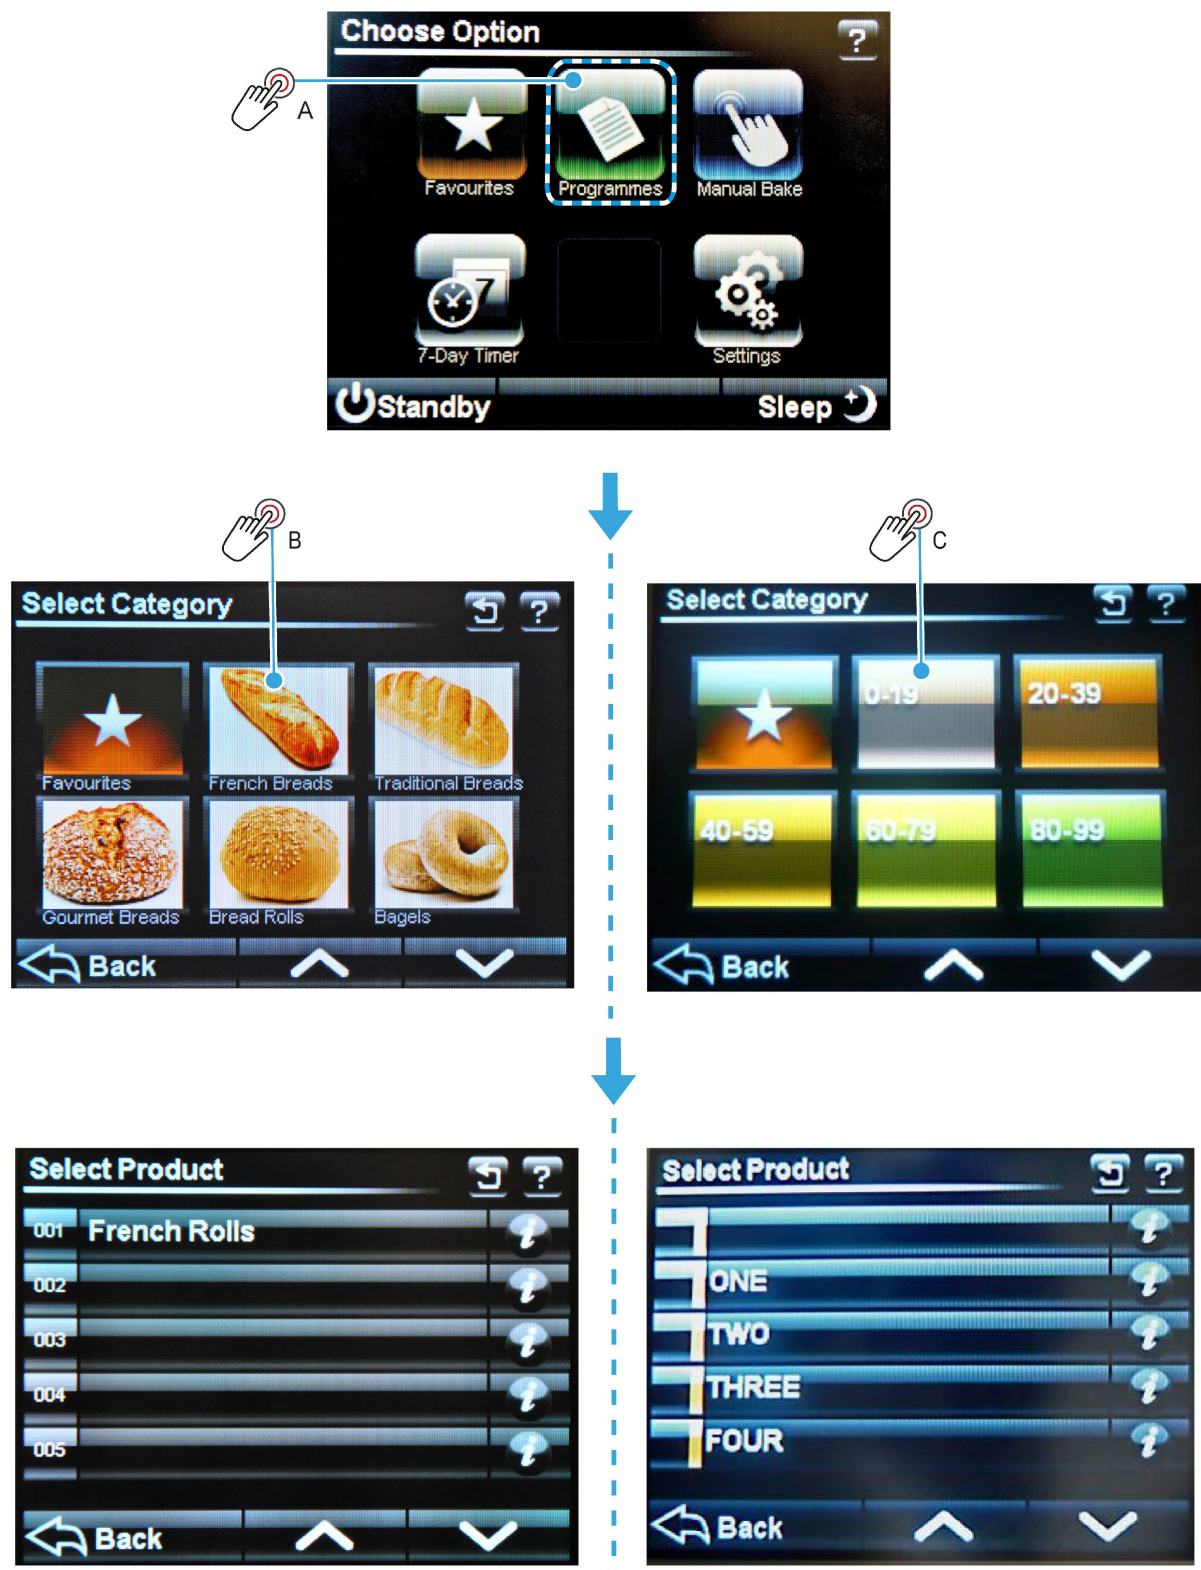 Choose Option
?
A
Favourites
Programmes
Manual Bake
7
7-Day Timer
Settings
Standby
Sleep
B
Select Category
?
Favourites
French Breads
Traditional Breads
Gourmet Breads
Bread Rolls
Bagels
Back
C
Select Category
?
0-19
20-39
40-59
60-79
80-99
Back
Select Product
?
001 French Rolls i
002 i
003 i
004 i
005 i
Back
Select Product
?
i
ONE i
TWO i
THREE i
FOUR i
Back